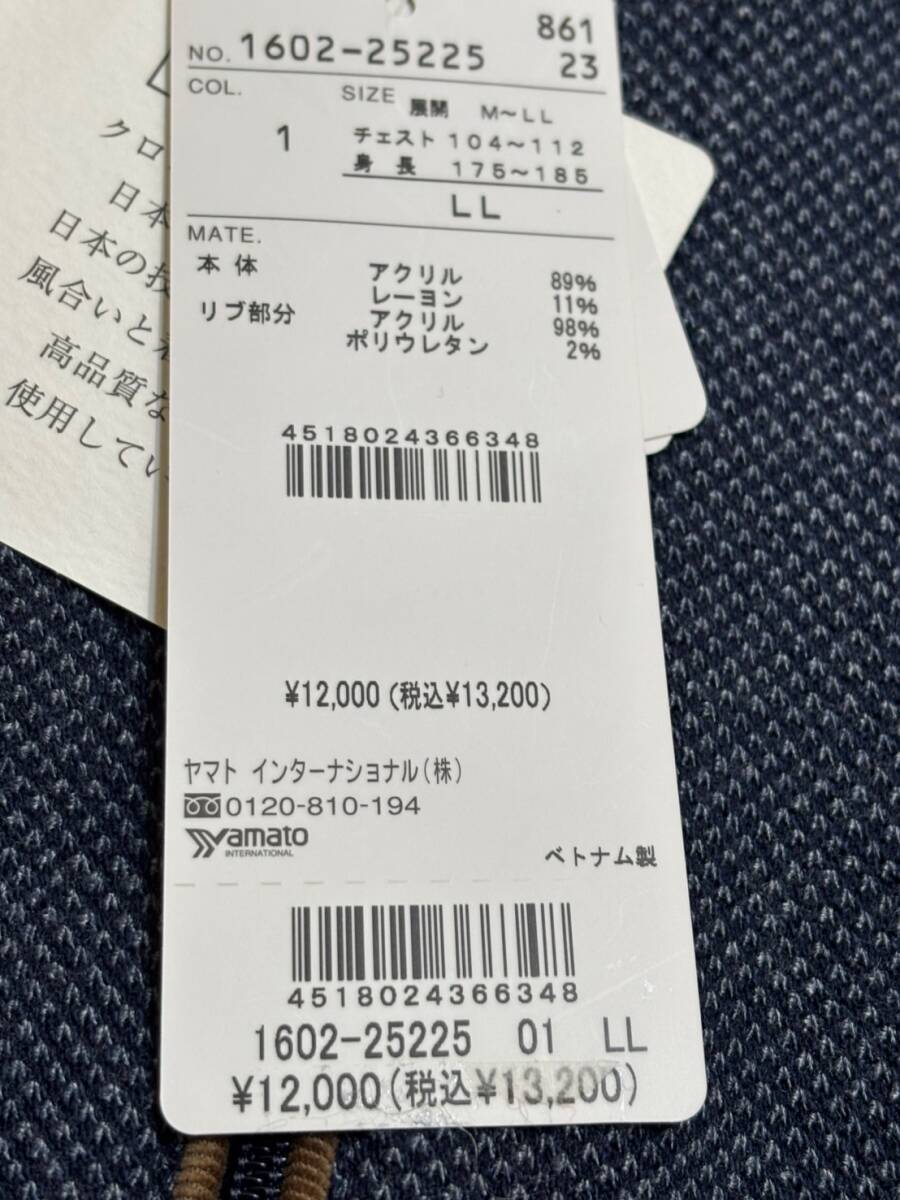 861
NO. 1602-25225 23
COL. SIZE 展開 M〜LL
1 チェスト 104〜112
身長 175〜185
LL
MATE.
本体 アクリル 89%
レーヨン 11%
リブ部分 アクリル 98%
ポリウレタン 2%
4518024366348
¥12,000 (税込¥13,200)
ヤマト インターナショナル(株)
0120-810-194
Yamato
INTERNATIONAL
ベトナム製
4518024366348
1602-25225 01 LL
¥12,000(税込¥13,200)
クロ
日本
日本の技
風合いと
高品質な
使用してい